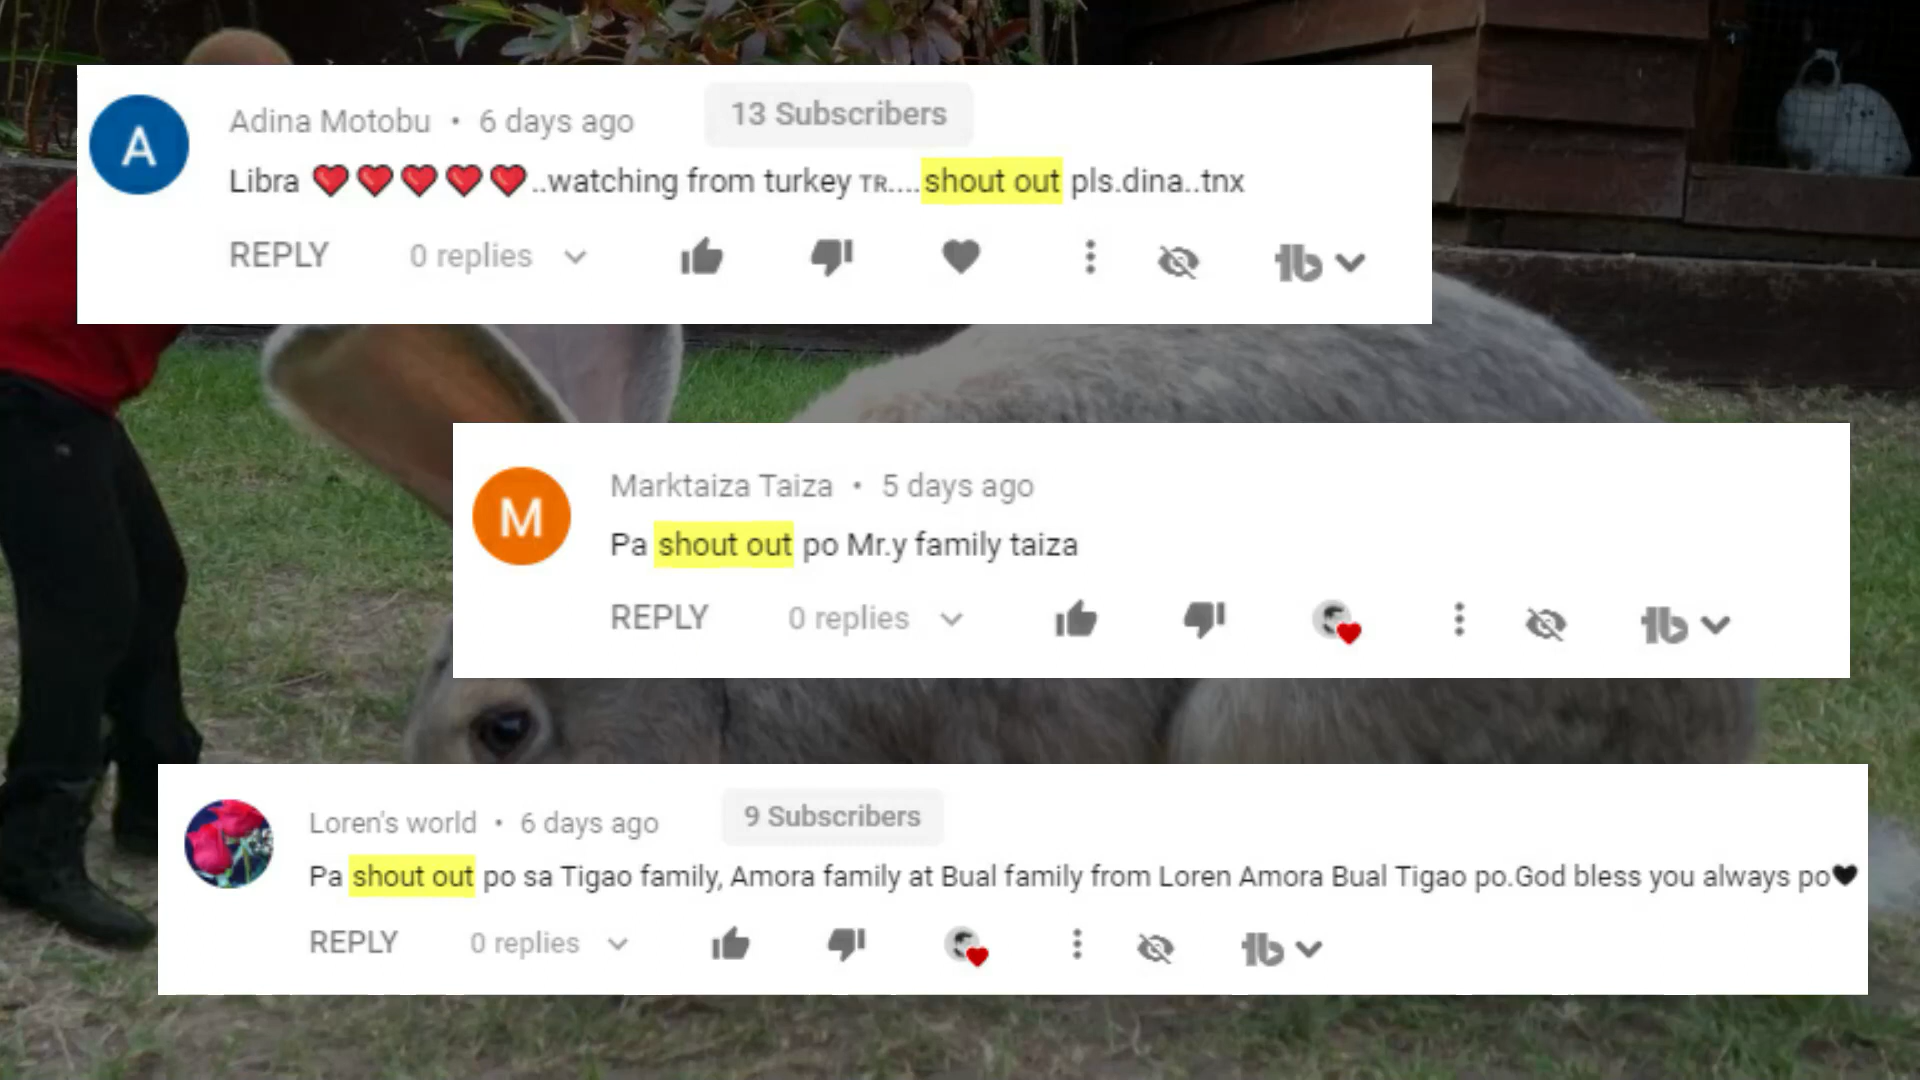 A
Adina Motobu • 6 days ago 13 Subscribers
Libra ❤❤❤❤❤..watching from turkey TR....shout out pls.dina..tnx
REPLY 0 replies
M
Marktaiza Taiza • 5 days ago
Pa shout out po Mr.y family taiza
REPLY 0 replies
Loren's world • 6 days ago 9 Subscribers
Pa shout out po sa Tigao family, Amora family at Bual family from Loren Amora Bual Tigao po.God bless you always po🖤
REPLY 0 replies